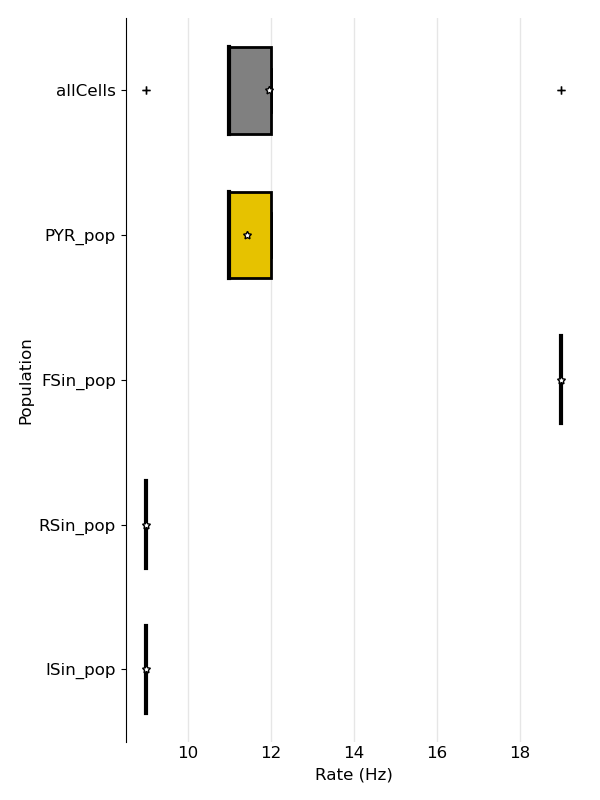 allCells
PYR_pop
FSin_pop
RSin_pop
ISin_pop
Population
10 12 14 16 18
Rate (Hz)